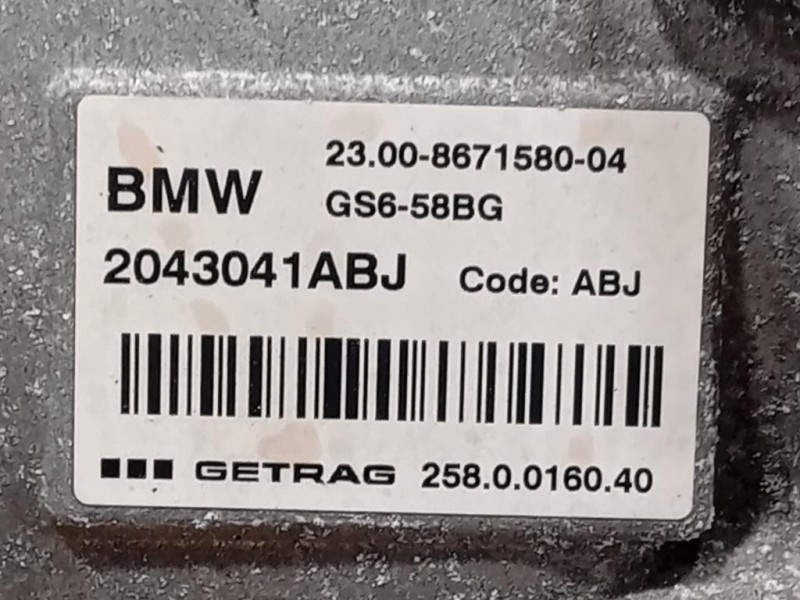 23.00-8671580-04
BMW GS6-58BG
2043041ABJ Code: ABJ
GETRAG 258.0.0160.40